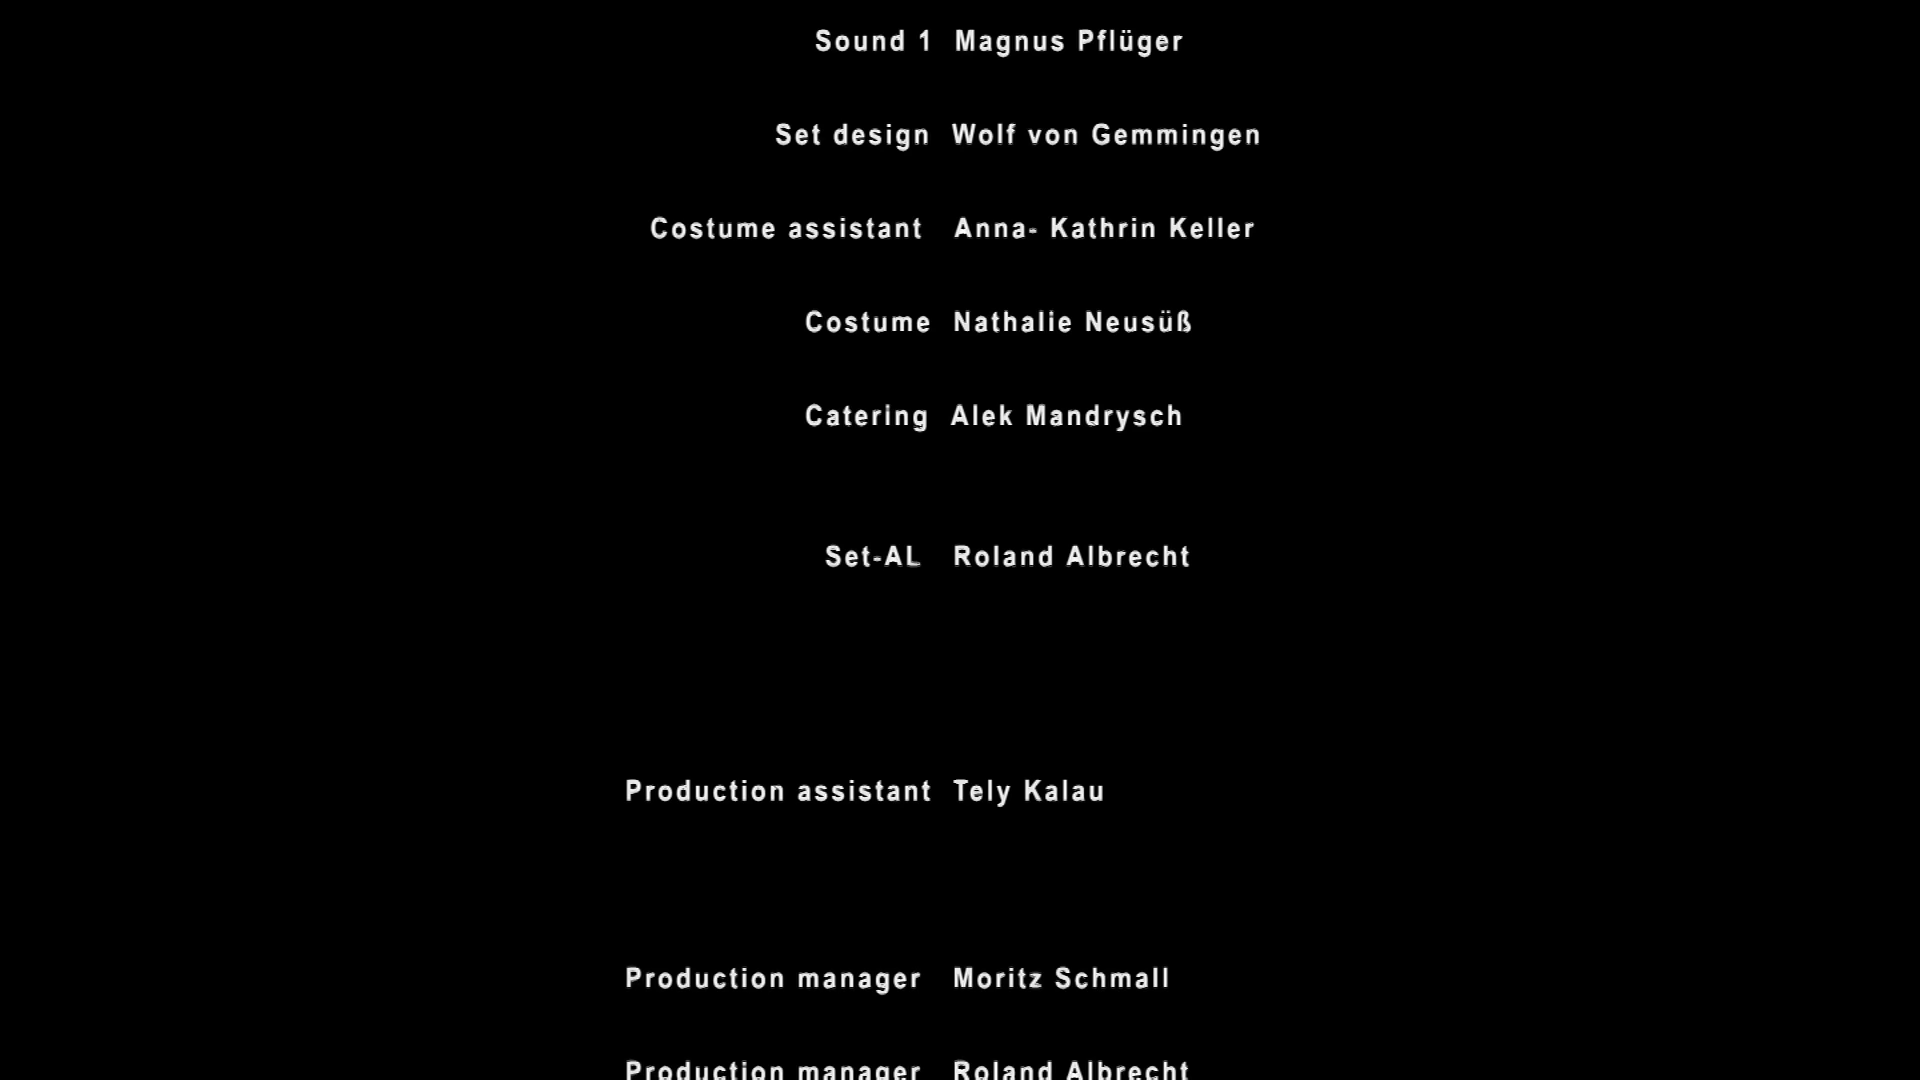 Sound 1 Magnus Pflüger
Set design Wolf von Gemmingen
Costume assistant Anna- Kathrin Keller
Costume Nathalie Neusüß
Catering Alek Mandrysch
Set-AL Roland Albrecht
Production assistant Tely Kalau
Production manager Moritz Schmall
Production manager Roland Albrecht